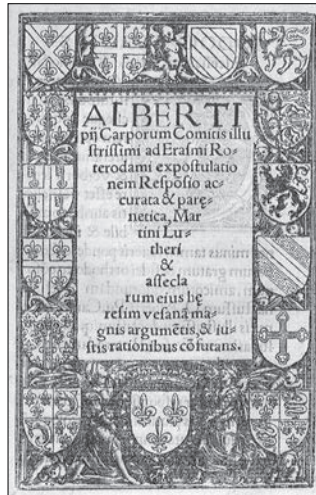 ALBERTI
pij Carporum Comitis illu
strissimi ad Erasmi Ro-
terodami expostulatio
nem Respōsio ac-
curata & paræ-
netica, Mar
tini Lu-
theri
&
assecla
rum eius hę
resim vesanā ma-
gnis argumētis, & iu-
stis rationibus cōfutans.